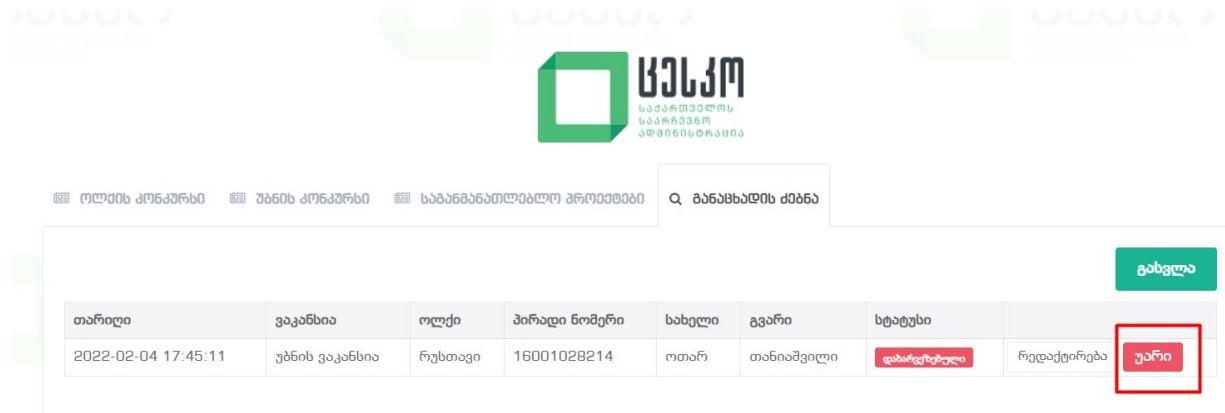 ცესკო
საქართველოს
საარჩევნო
ადმინისტრაცია
ოლქის კონკურსი უბნის კონკურსი საგანმანათლებლო პროექტები განაცხადის ძებნა
გასვლა
თარიღი ვაკანსია ოლქი პირადი ნომერი სახელი გვარი სტატუსი
2022-02-04 17:45:11 უბნის ვაკანსია რუსთავი 16001028214 ოთარ თანიაშვილი დახარვეზებული რედაქტირება უარი